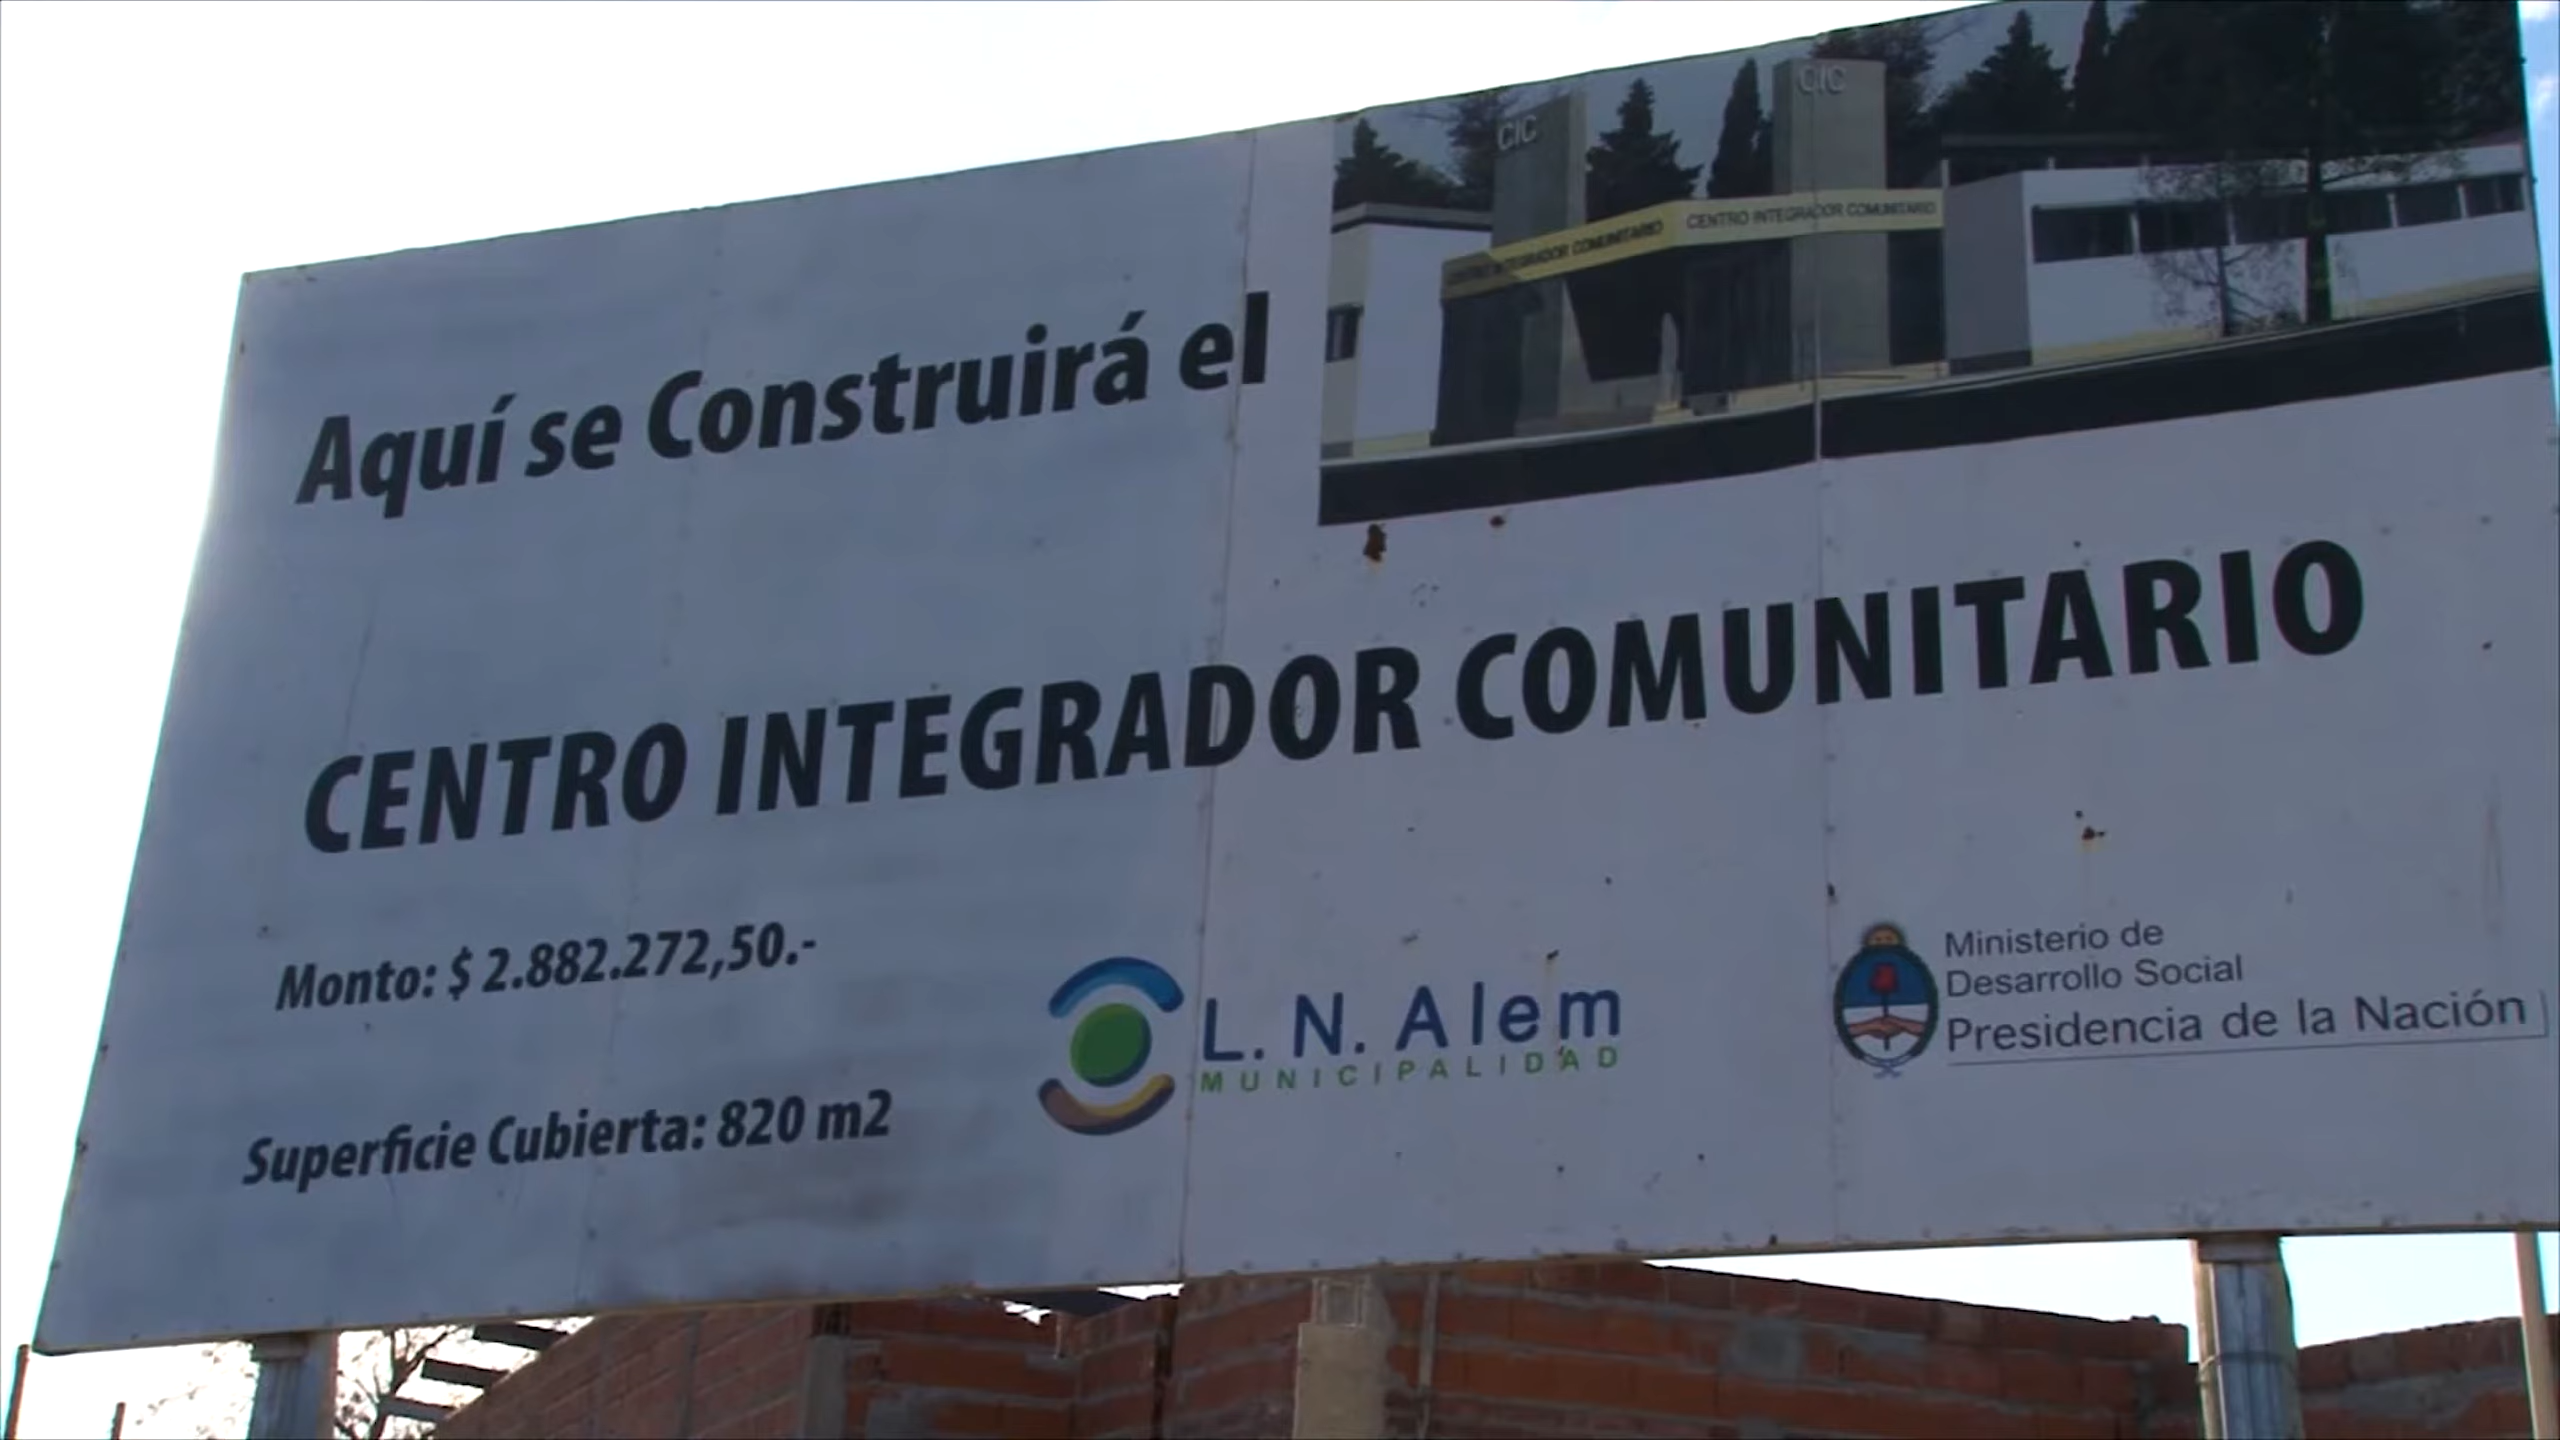 CIC
CIC
CENTRO INTEGRADOR COMUNITARIO
CENTRO INTEGRADOR COMUNITARIO
Aquí se Construirá el
CENTRO INTEGRADOR COMUNITARIO
Monto: $ 2.882.272,50.-
Superficie Cubierta: 820 m2
L. N. Alem
MUNICIPALIDAD
Ministerio de
Desarrollo Social
Presidencia de la Nación